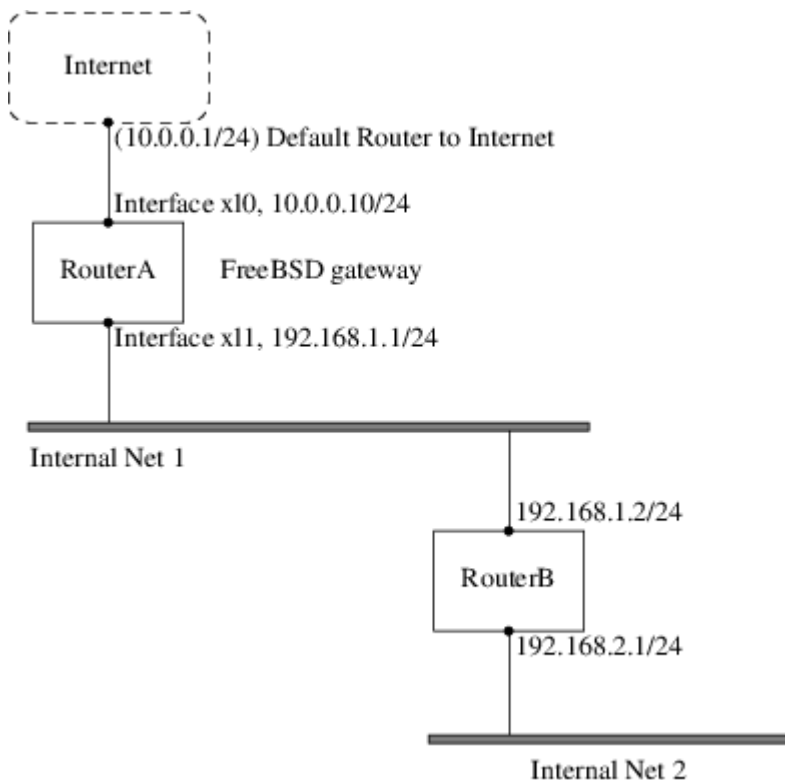 Internet
(10.0.0.1/24) Default Router to Internet
Interface xl0, 10.0.0.10/24
RouterA
FreeBSD gateway
Interface xl1, 192.168.1.1/24
Internal Net 1
192.168.1.2/24
RouterB
192.168.2.1/24
Internal Net 2